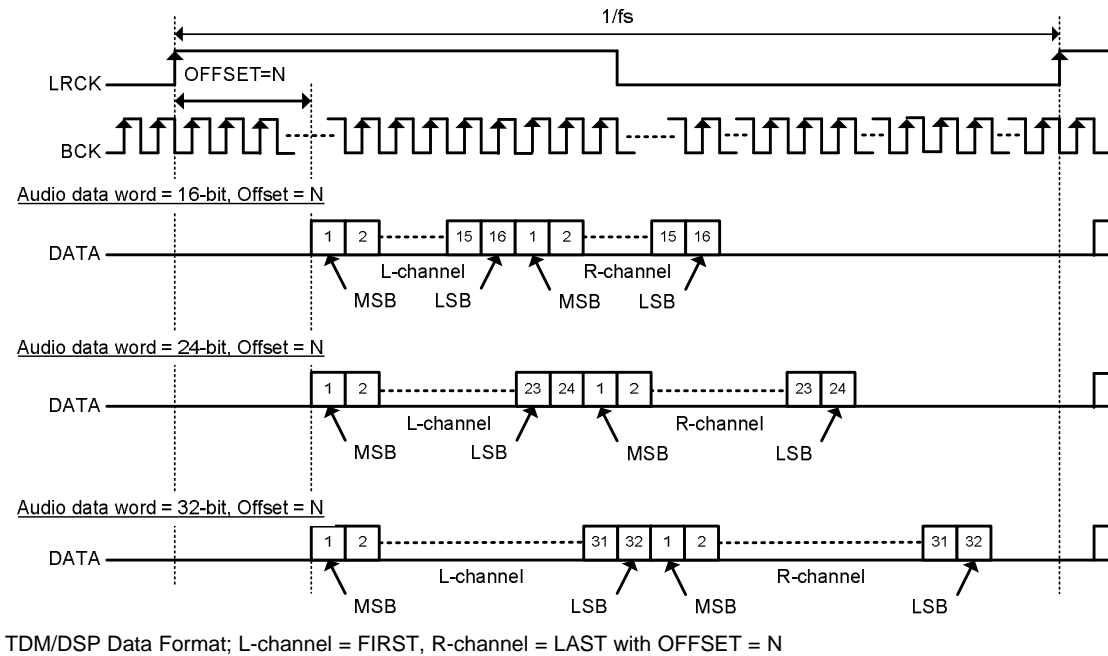 1/fs
LRCK
OFFSET=N
BCK
Audio data word = 16-bit, Offset = N
DATA
1 2 15 16 1 2 15 16
L-channel R-channel
MSB LSB MSB LSB
Audio data word = 24-bit, Offset = N
DATA
1 2 23 24 1 2 23 24
L-channel R-channel
MSB LSB MSB LSB
Audio data word = 32-bit, Offset = N
DATA
1 2 31 32 1 2 31 32
L-channel R-channel
MSB LSB MSB LSB
TDM/DSP Data Format; L-channel = FIRST, R-channel = LAST with OFFSET = N